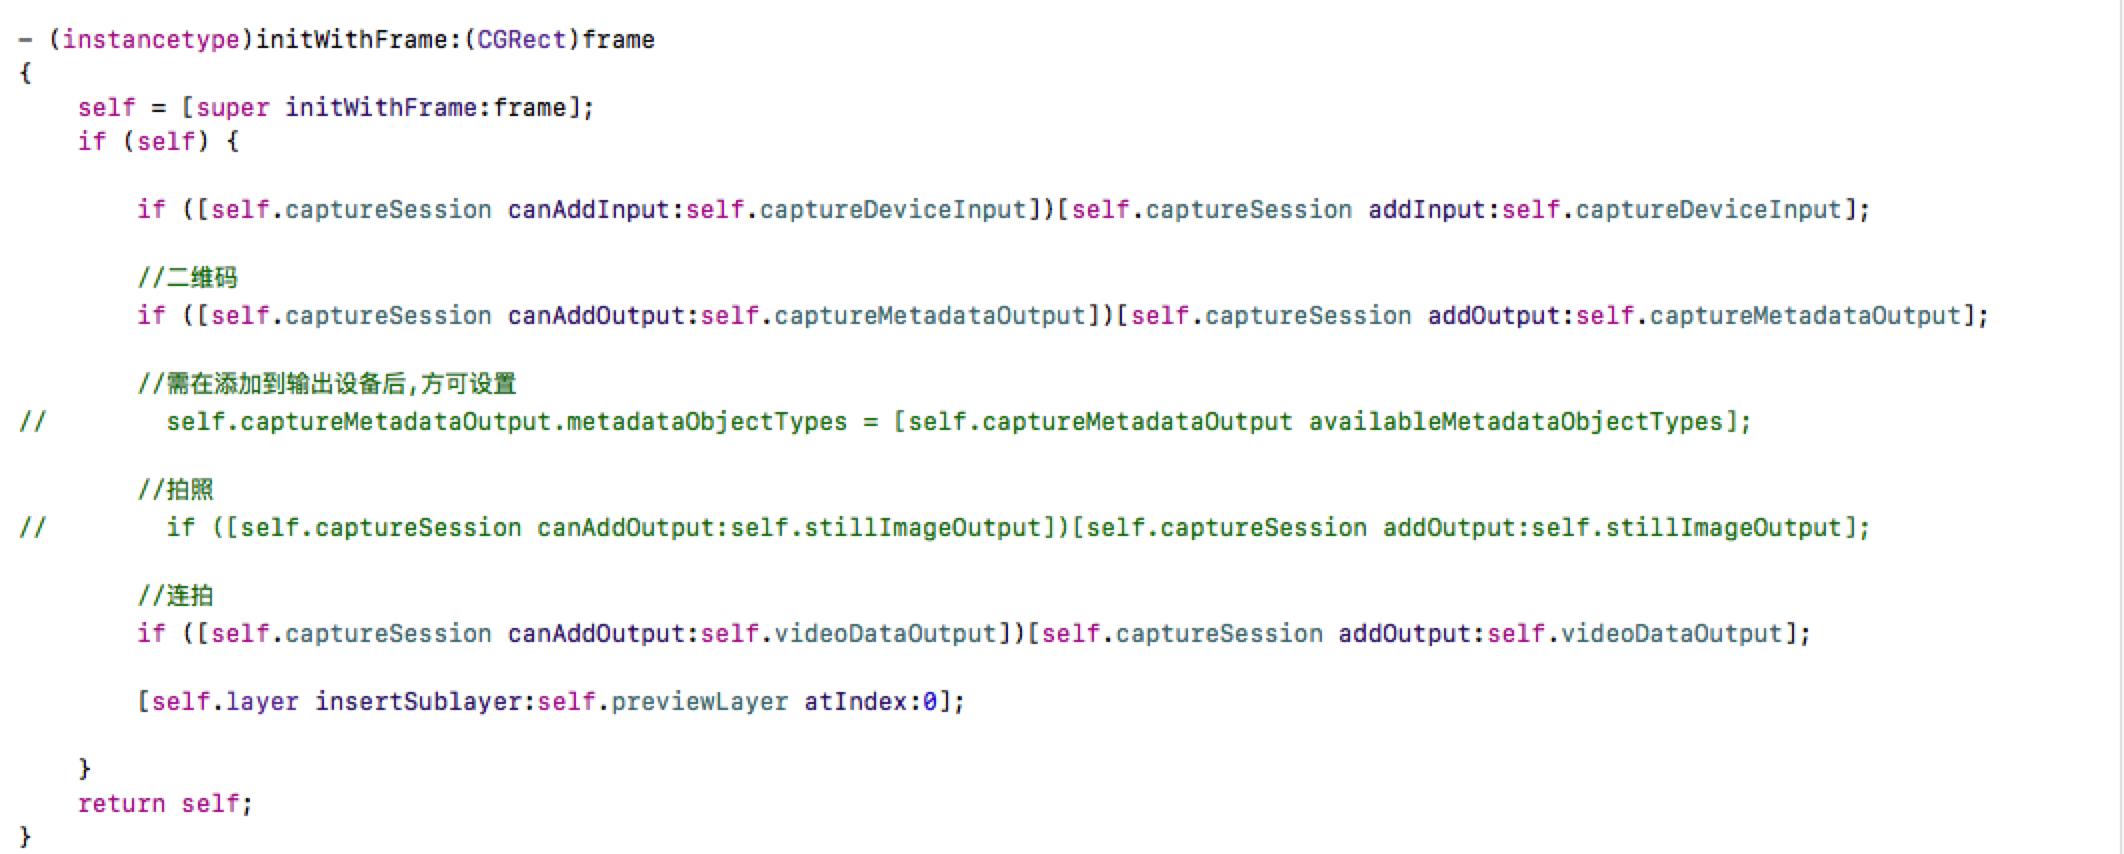 - (instancetype)initWithFrame:(CGRect)frame
{
    self = [super initWithFrame:frame];
    if (self) {
        if ([self.captureSession canAddInput:self.captureDeviceInput])[self.captureSession addInput:self.captureDeviceInput];
        //二维码
        if ([self.captureSession canAddOutput:self.captureMetadataOutput])[self.captureSession addOutput:self.captureMetadataOutput];
        //需在添加到输出设备后,方可设置
//        self.captureMetadataOutput.metadataObjectTypes = [self.captureMetadataOutput availableMetadataObjectTypes];
        //拍照
//        if ([self.captureSession canAddOutput:self.stillImageOutput])[self.captureSession addOutput:self.stillImageOutput];
        //连拍
        if ([self.captureSession canAddOutput:self.videoDataOutput])[self.captureSession addOutput:self.videoDataOutput];
        [self.layer insertSublayer:self.previewLayer atIndex:0];
    }
    return self;
}